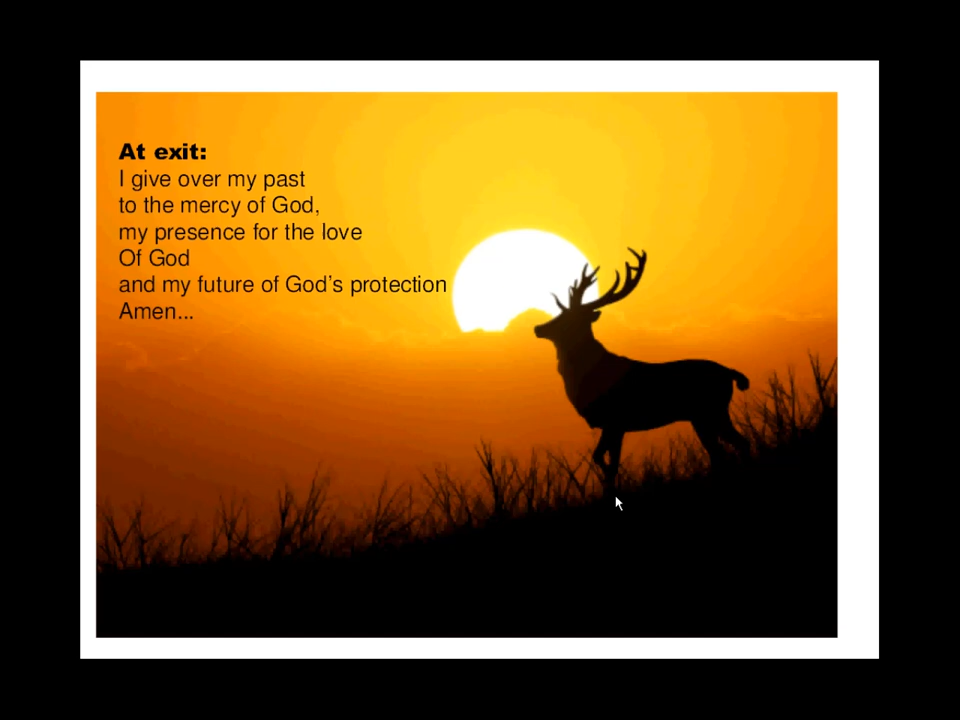 At exit:
I give over my past
to the mercy of God,
my presence for the love
Of God
and my future of God’s protection
Amen...